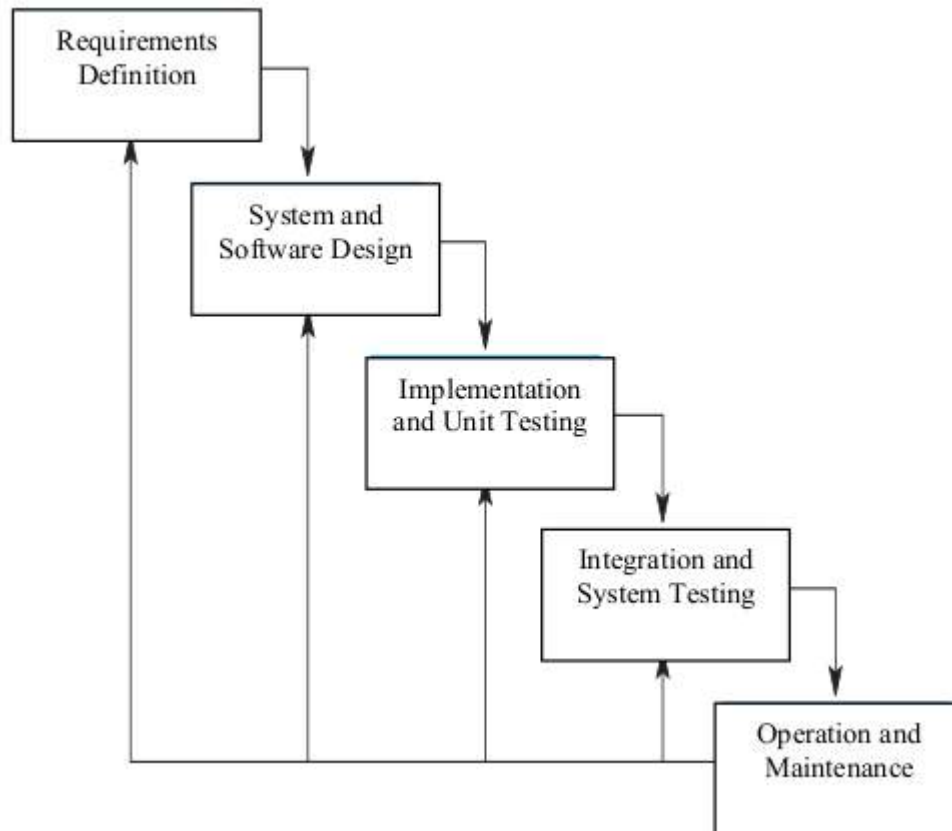 Requirements
Definition
System and
Software Design
Implementation
and Unit Testing
Integration and
System Testing
Operation and
Maintenance